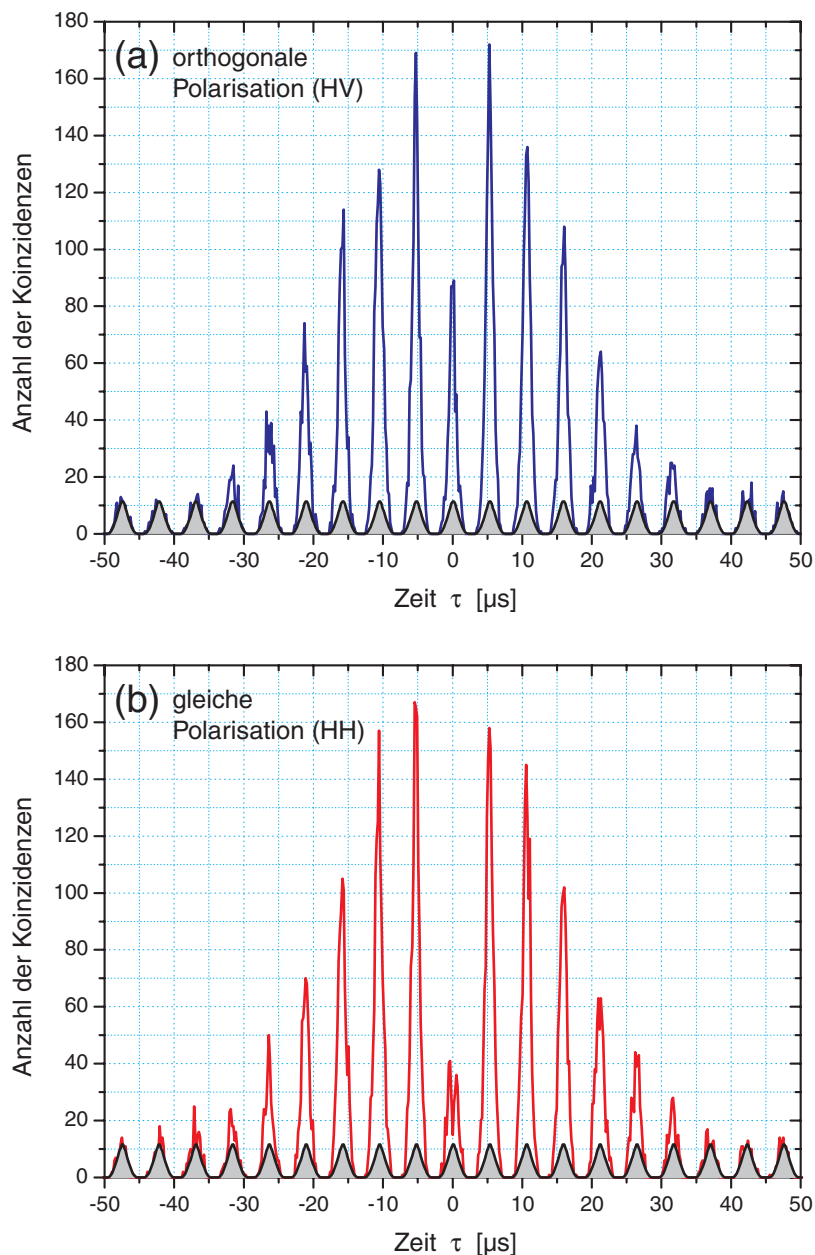 (a) orthogonale
Polarisation (HV)
Anzahl der Koinzidenzen
180
160
140
120
100
80
60
40
20
0
-50 -40 -30 -20 -10 0 10 20 30 40 50
Zeit τ [µs]
(b) gleiche
Polarisation (HH)
Anzahl der Koinzidenzen
180
160
140
120
100
80
60
40
20
0
-50 -40 -30 -20 -10 0 10 20 30 40 50
Zeit τ [µs]